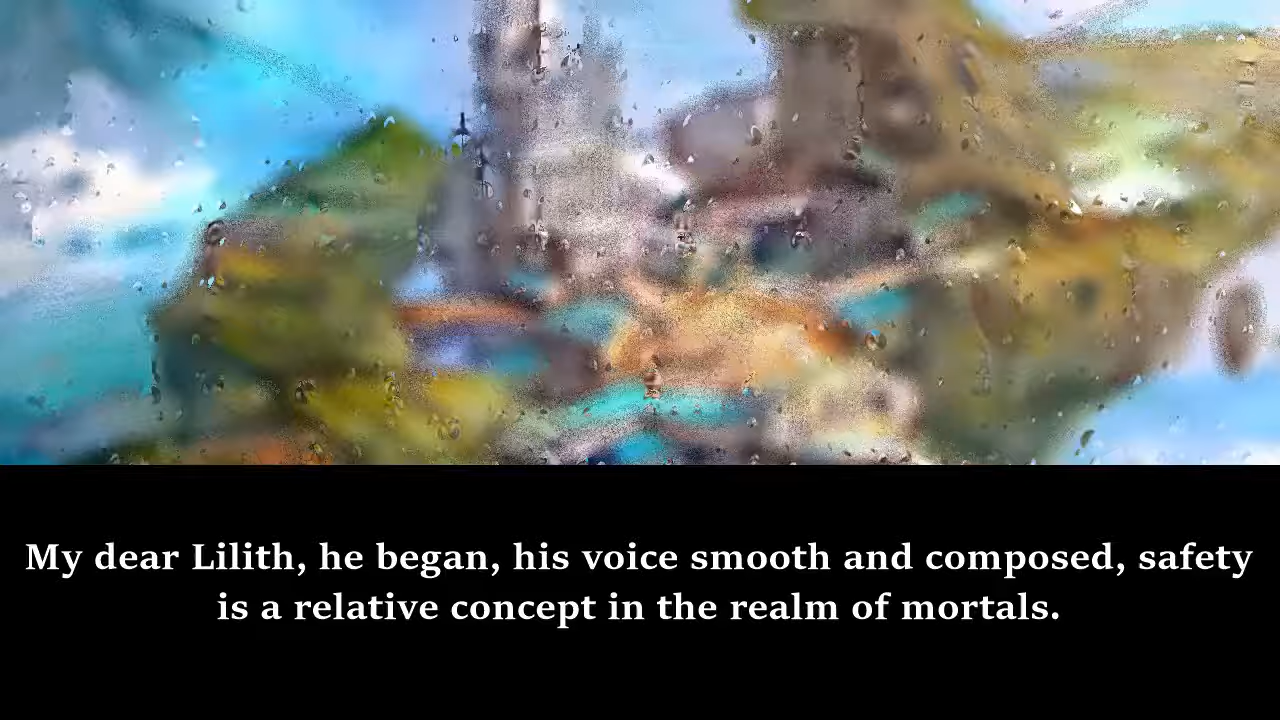 My dear Lilith, he began, his voice smooth and composed, safety
is a relative concept in the realm of mortals.